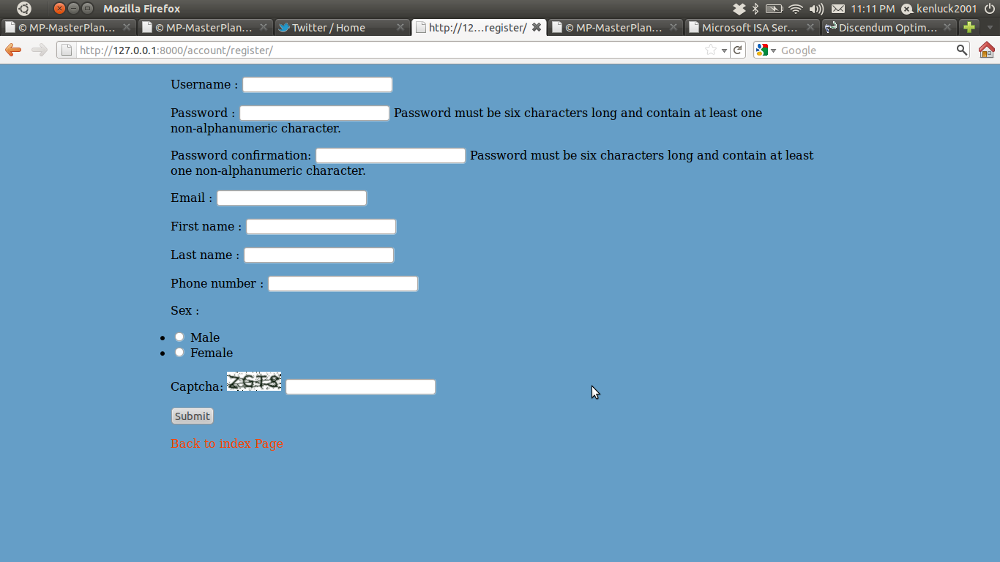 Mozilla Firefox
11:11 PM kenluck2001
© MP-MasterPlan...
© MP-MasterPlan...
Twitter / Home
http://12...register/
© MP-MasterPlan...
Microsoft ISA Ser...
Discendum Optim...
http://127.0.0.1:8000/account/register/
Google
Username :
Password : Password must be six characters long and contain at least one
non-alphanumeric character.
Password confirmation: Password must be six characters long and contain at least
one non-alphanumeric character.
Email :
First name :
Last name :
Phone number :
Sex :
Male
Female
Captcha: ZGT8
Submit
Back to index Page